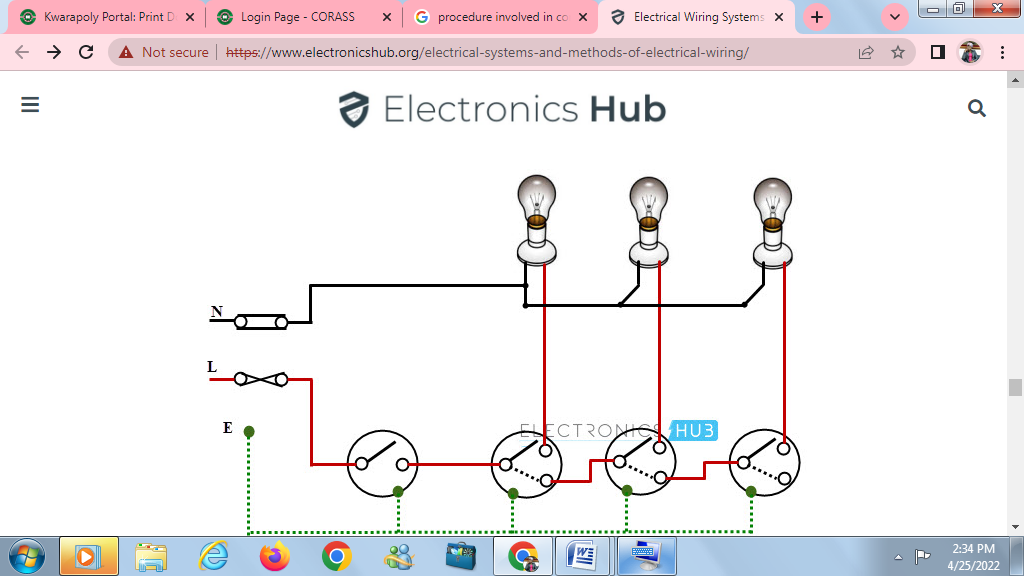 Kwarapoly Portal: Print D
Login Page - CORASS
procedure involved in co
Electrical Wiring Systems
Not secure
https://www.electronicshub.org/electrical-systems-and-methods-of-electrical-wiring/
Electronics Hub
N
L
E
ELECTRONICS HUB
2:34 PM
4/25/2022